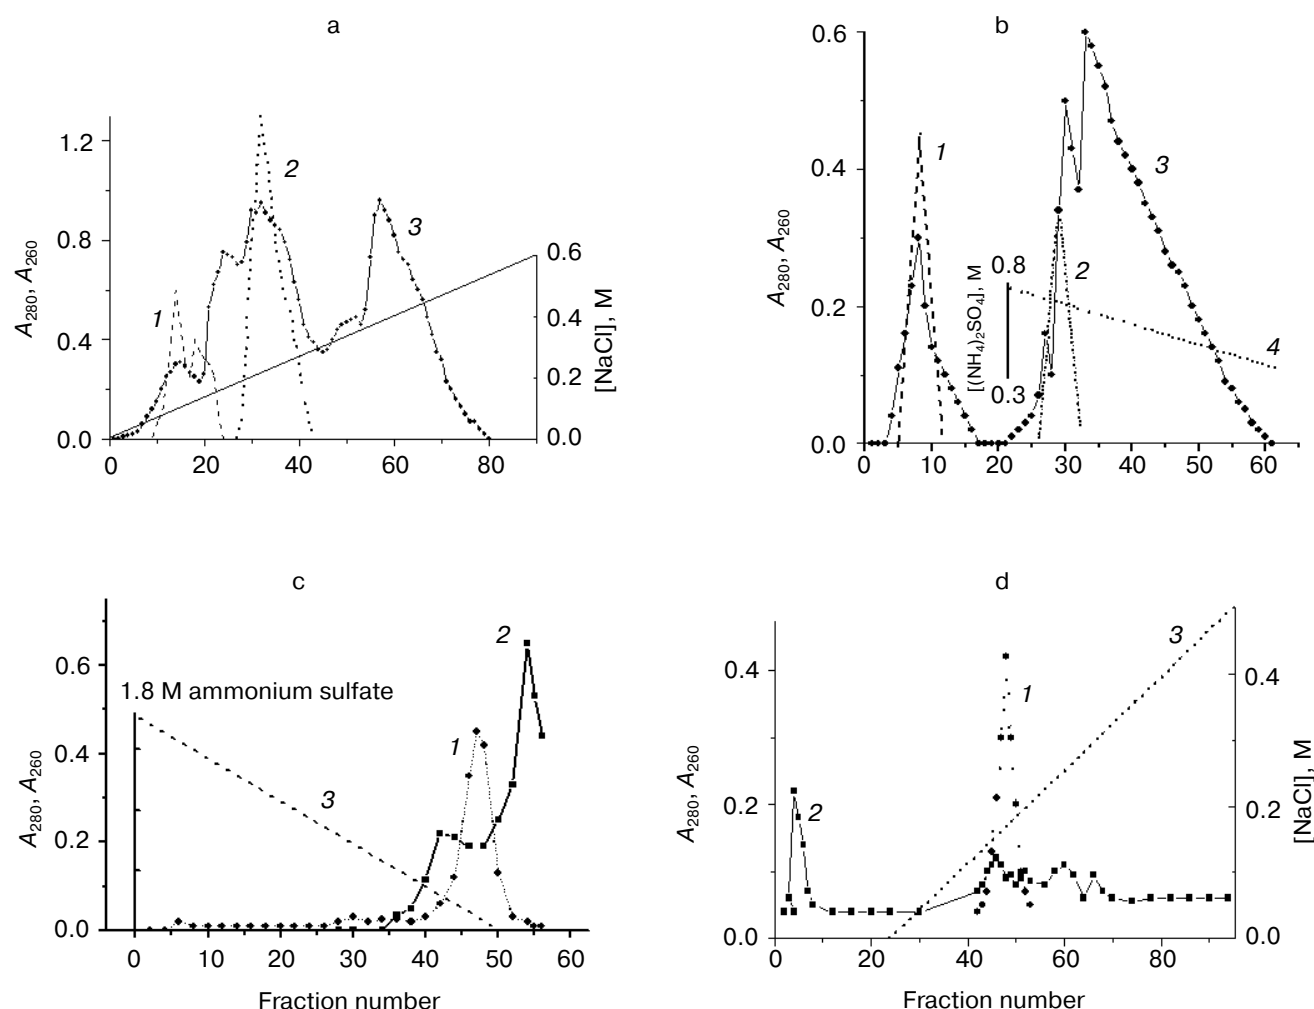 a
1.2
0.8
0.4
0.0
A280, A260
0 20 40 60 80
0.6
0.4
0.2
0.0
[NaCl], M
1
2
3
b
0.6
0.4
0.2
0.0
A280, A260
0 10 20 30 40 50 60
0.8
0.3
[(NH4)2SO4], M
1
2
3
4
c
0.6
0.4
0.2
0.0
A280, A260
1.8 M ammonium sulfate
1
2
3
0 10 20 30 40 50 60
Fraction number
d
0.4
0.2
0.0
A280, A260
0 20 40 60 80
0.4
0.2
0.0
[NaCl], M
1
2
3
Fraction number